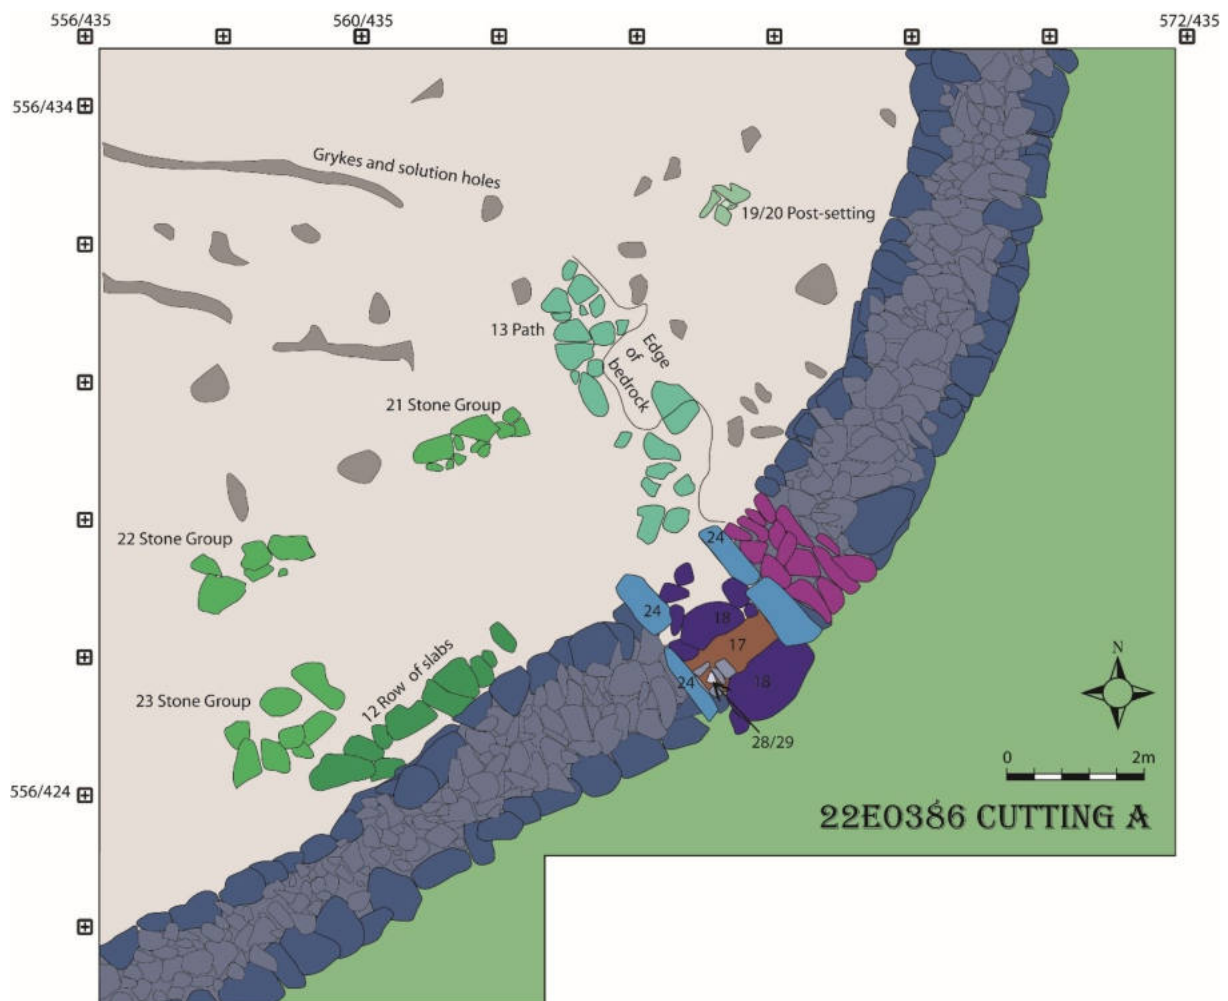 556/435
560/435
572/435
556/434
Grykes and solution holes
19/20 Post-setting
13 Path
Edge
of
bedrock
21 Stone Group
22 Stone Group
24
24
18
17
12 Row of slabs
23 Stone Group
24
18
28/29
N
0
2m
556/424
22E0386 CUTTING A